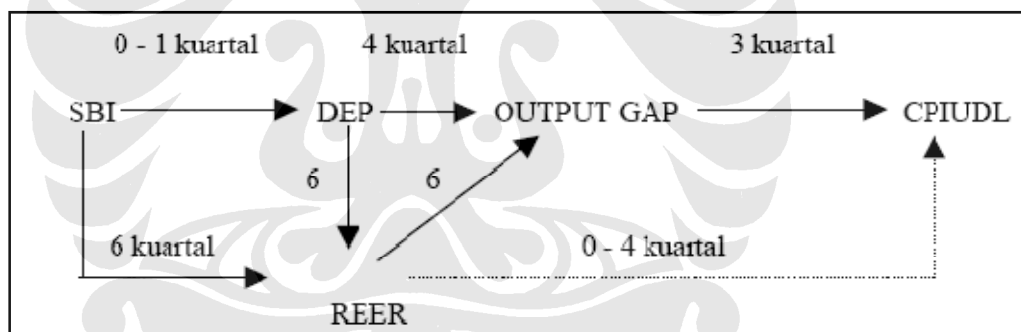 0 - 1 kuartal 4 kuartal 3 kuartal
SBI DEP OUTPUT GAP CPIUDL
6 6
6 kuartal 0 - 4 kuartal
REER